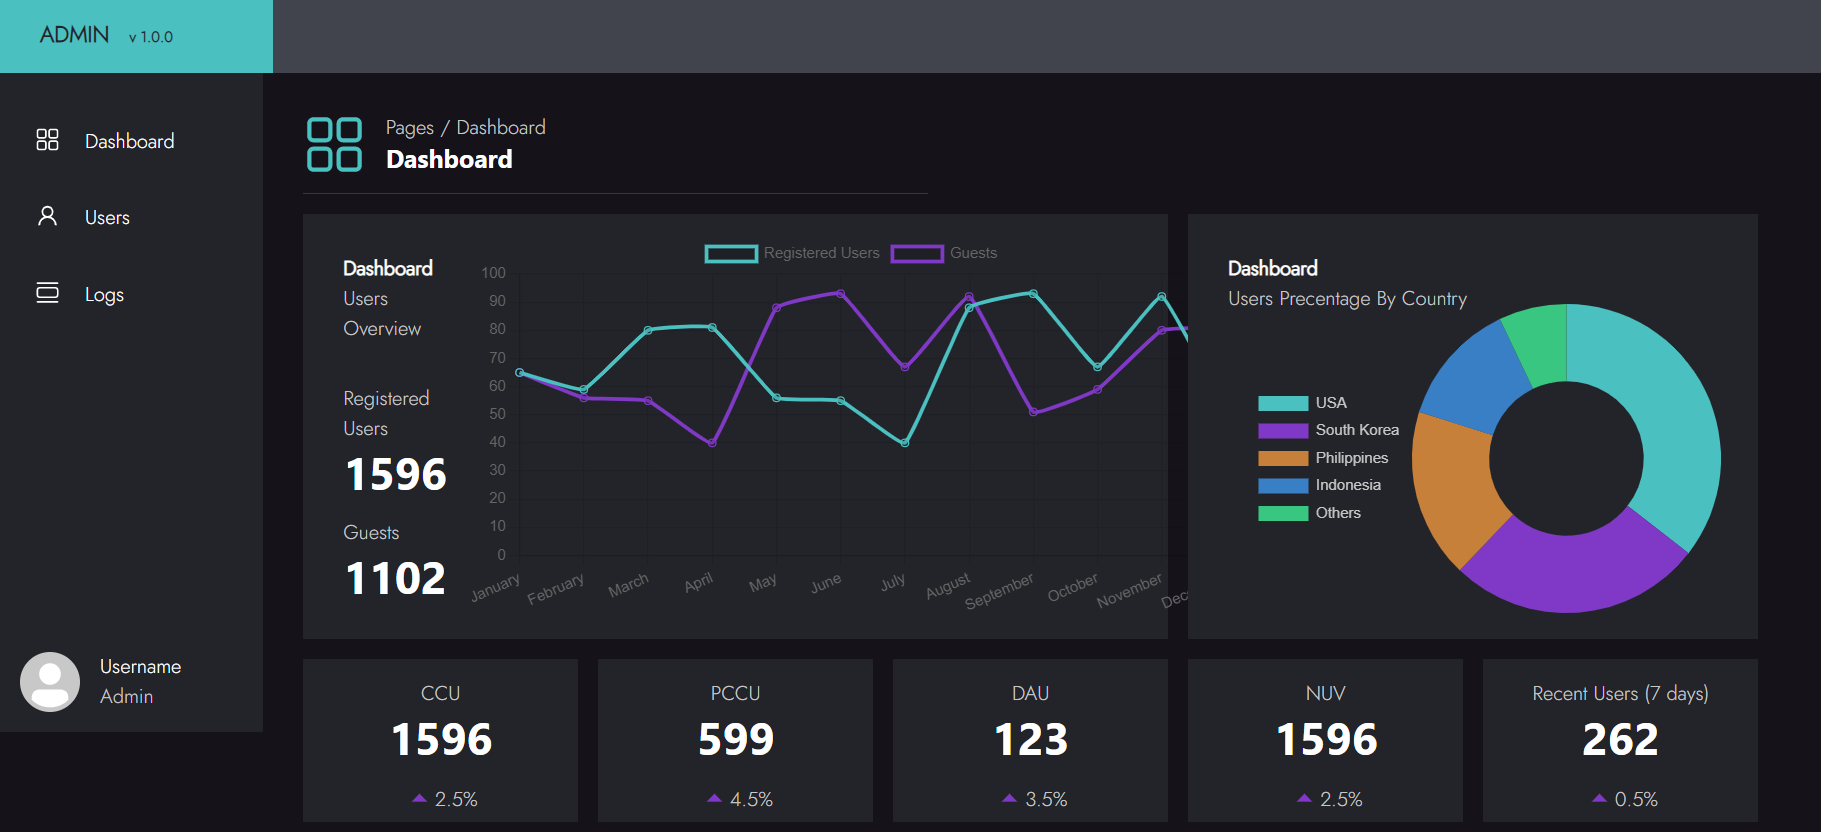 ADMIN v 1.0.0
Dashboard
Users
Logs
Username
Admin
Pages / Dashboard
Dashboard
Dashboard
Users
Overview
Registered
Users
1596
Guests
1102
Registered Users Guests
100
90
80
70
60
50
40
30
20
10
0
January February March April May June July August September October November Dec
Dashboard
Users Precentage By Country
USA
South Korea
Philippines
Indonesia
Others
CCU
1596
2.5%
PCCU
599
4.5%
DAU
123
3.5%
NUV
1596
2.5%
Recent Users (7 days)
262
0.5%